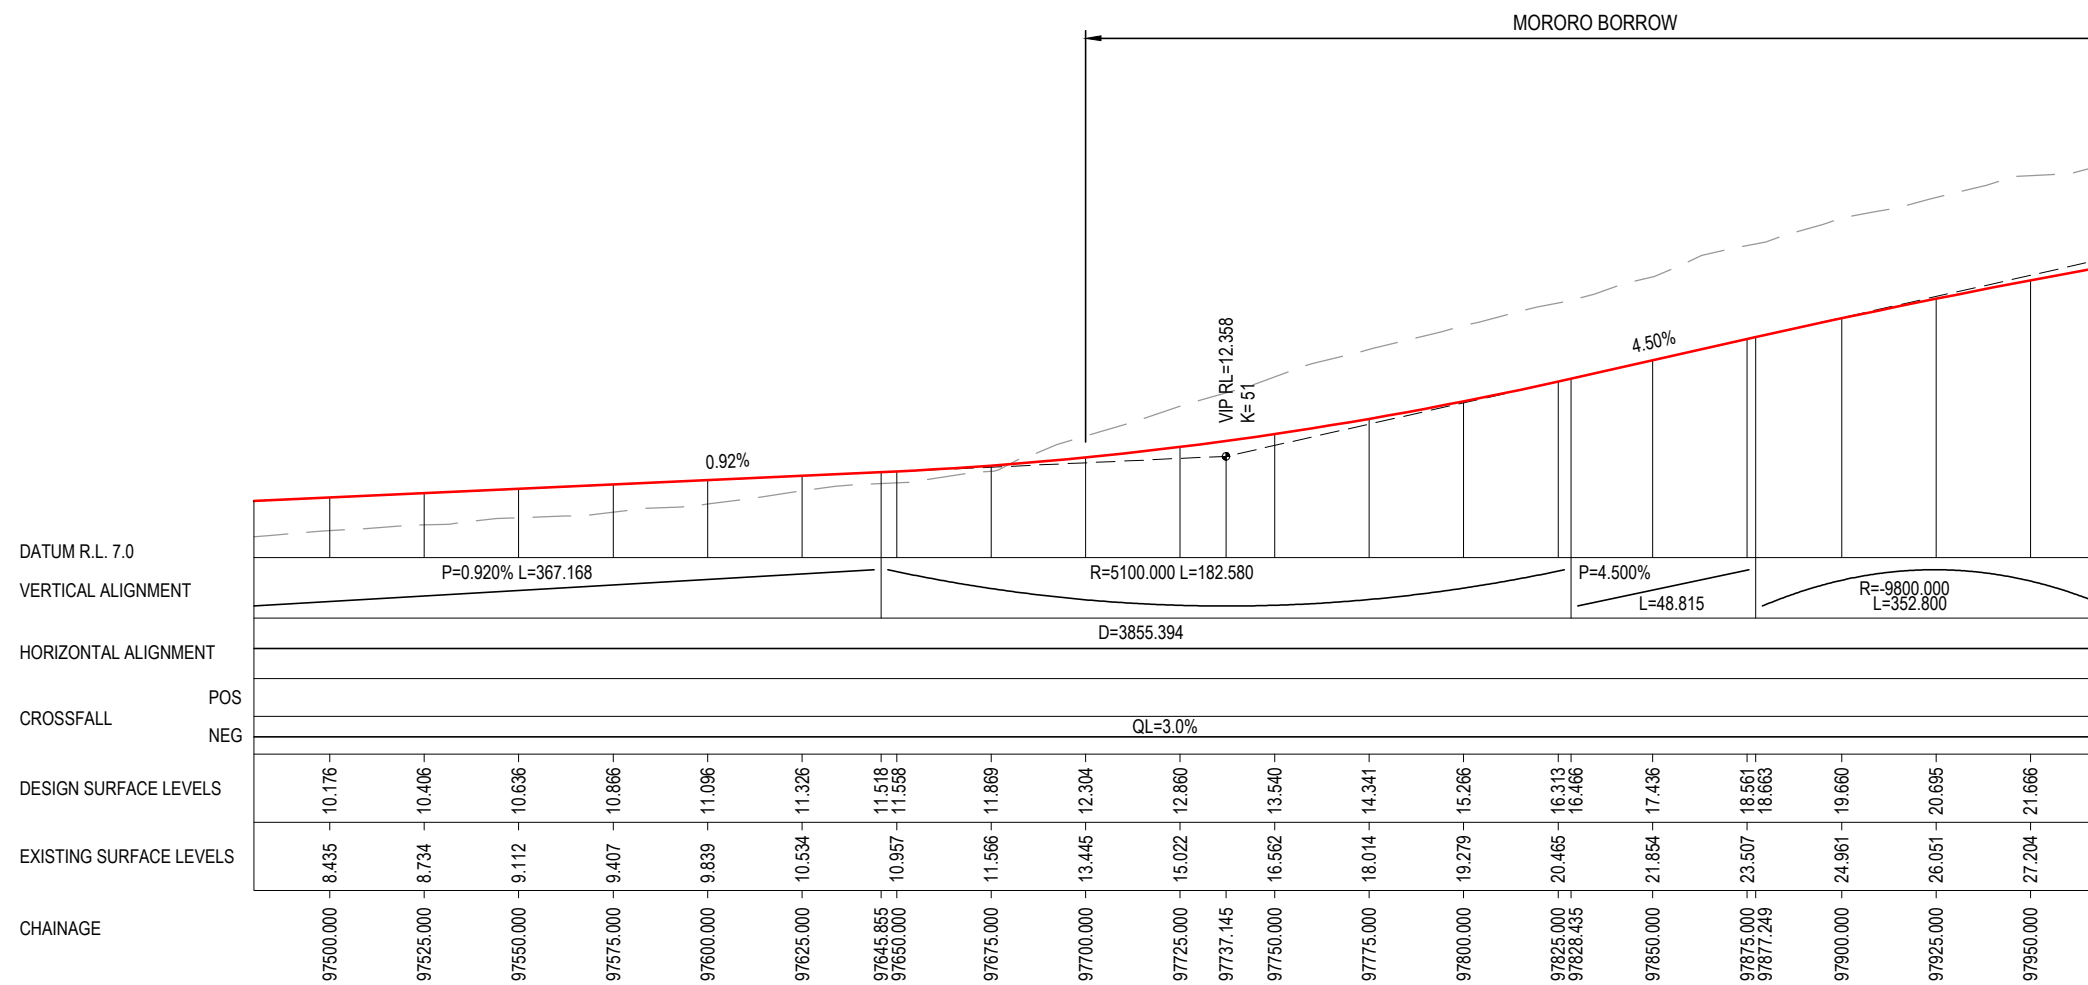 MORORO BORROW
VIP RL=12.358
K= 51
0.92%
4.50%
DATUM R.L. 7.0
VERTICAL ALIGNMENT
P=0.920% L=367.168
R=5100.000 L=182.580
P=4.500%
L=48.815
R=-9800.000
L=352.800
HORIZONTAL ALIGNMENT
D=3855.394
CROSSFALL
POS
NEG
QL=3.0%
DESIGN SURFACE LEVELS
10.176 10.406 10.636 10.866 11.096 11.326 11.518 11.558 11.869 12.304 12.860 13.540 14.341 15.266 16.313 16.466 17.436 18.561 18.663 19.660 20.695 21.666
EXISTING SURFACE LEVELS
8.435 8.734 9.112 9.407 9.839 10.534 10.957 11.566 13.445 15.022 16.562 18.014 19.279 20.465 21.854 23.507 24.961 26.051 27.204
CHAINAGE
97500.000 97525.000 97550.000 97575.000 97600.000 97625.000 97645.855 97650.000 97675.000 97700.000 97725.000 97737.145 97750.000 97775.000 97800.000 97825.000 97828.435 97850.000 97875.000 97877.249 97900.000 97925.000 97950.000